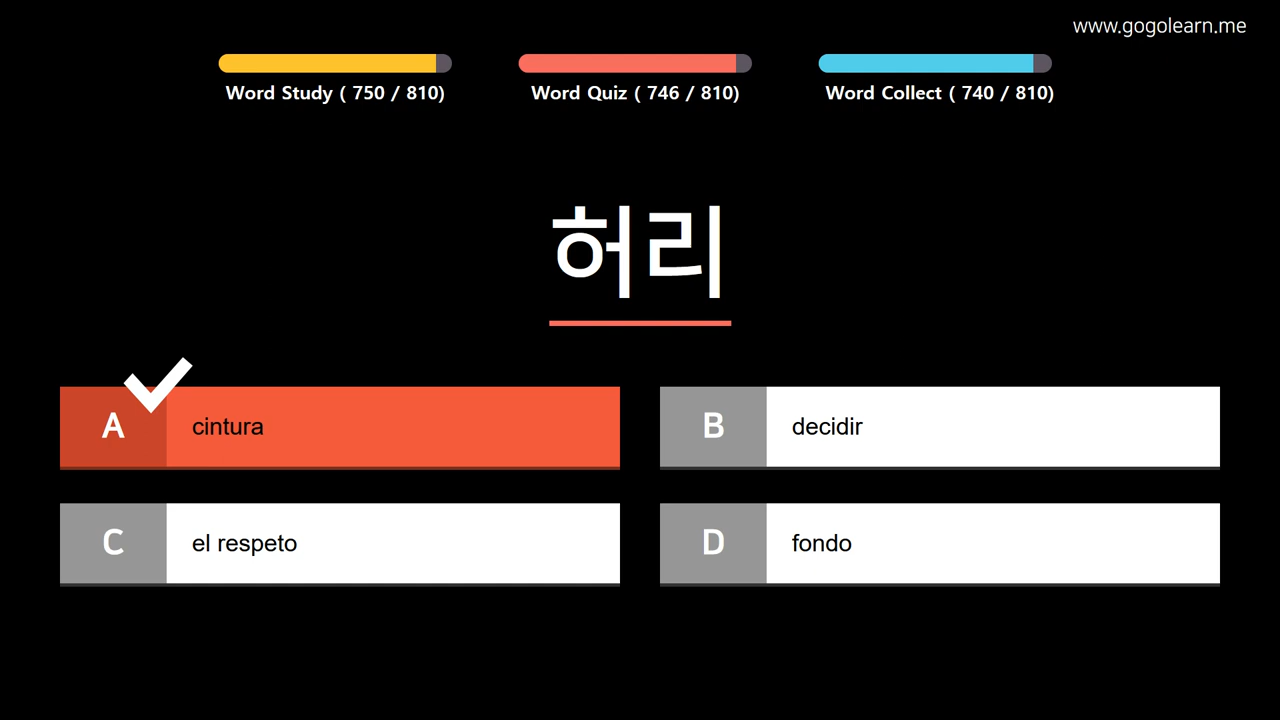 www.gogolearn.me
Word Study ( 750 / 810)
Word Quiz ( 746 / 810)
Word Collect ( 740 / 810)
허리
A cintura
B decidir
C el respeto
D fondo